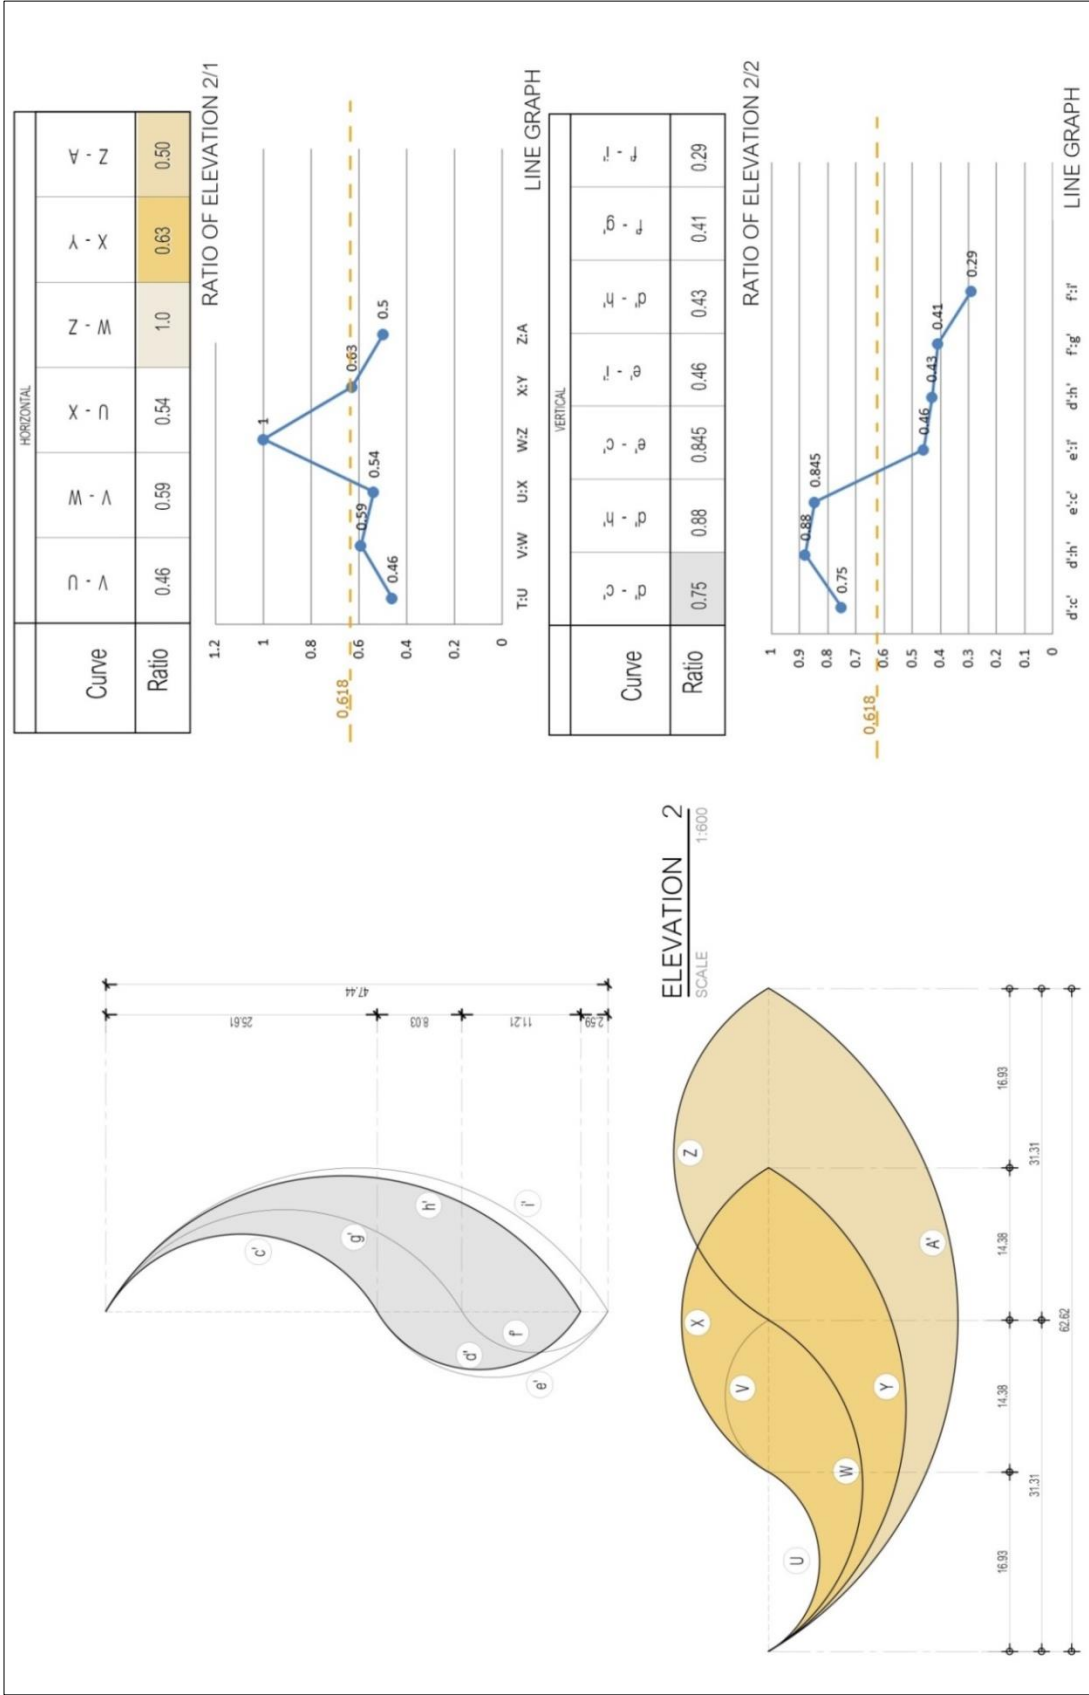 HORIZONTAL
Curve V - U V - W U - X W - Z X - Y Z - A
Ratio 0.46 0.59 0.54 1.0 0.63 0.50
RATIO OF ELEVATION 2/1
1.2
1
0.8
0.6
0.4
0.2
0
0.618
0.46
0.59
0.54
1
0.63
0.5
T:U V:W U:X W:Z X:Y Z:A
LINE GRAPH
VERTICAL
Curve d' - c' d' - h' e' - c' e' - i' d' - h' f' - g' f' - i'
Ratio 0.75 0.88 0.845 0.46 0.43 0.41 0.29
RATIO OF ELEVATION 2/2
1
0.9
0.8
0.7
0.6
0.5
0.4
0.3
0.2
0.1
0
0.618
0.75
0.88
0.845
0.46
0.43
0.41
0.29
d':c' d':h' e':c' e':i' d':h' f':g' f':i'
LINE GRAPH
c'
g'
h'
i'
d'
f'
e'
25.61
8.03
11.21
2.59
47.44
ELEVATION 2
SCALE 1:600
Z
X
V
A'
Y
W
U
16.93 14.38 14.38 16.93
31.31 31.31
62.62